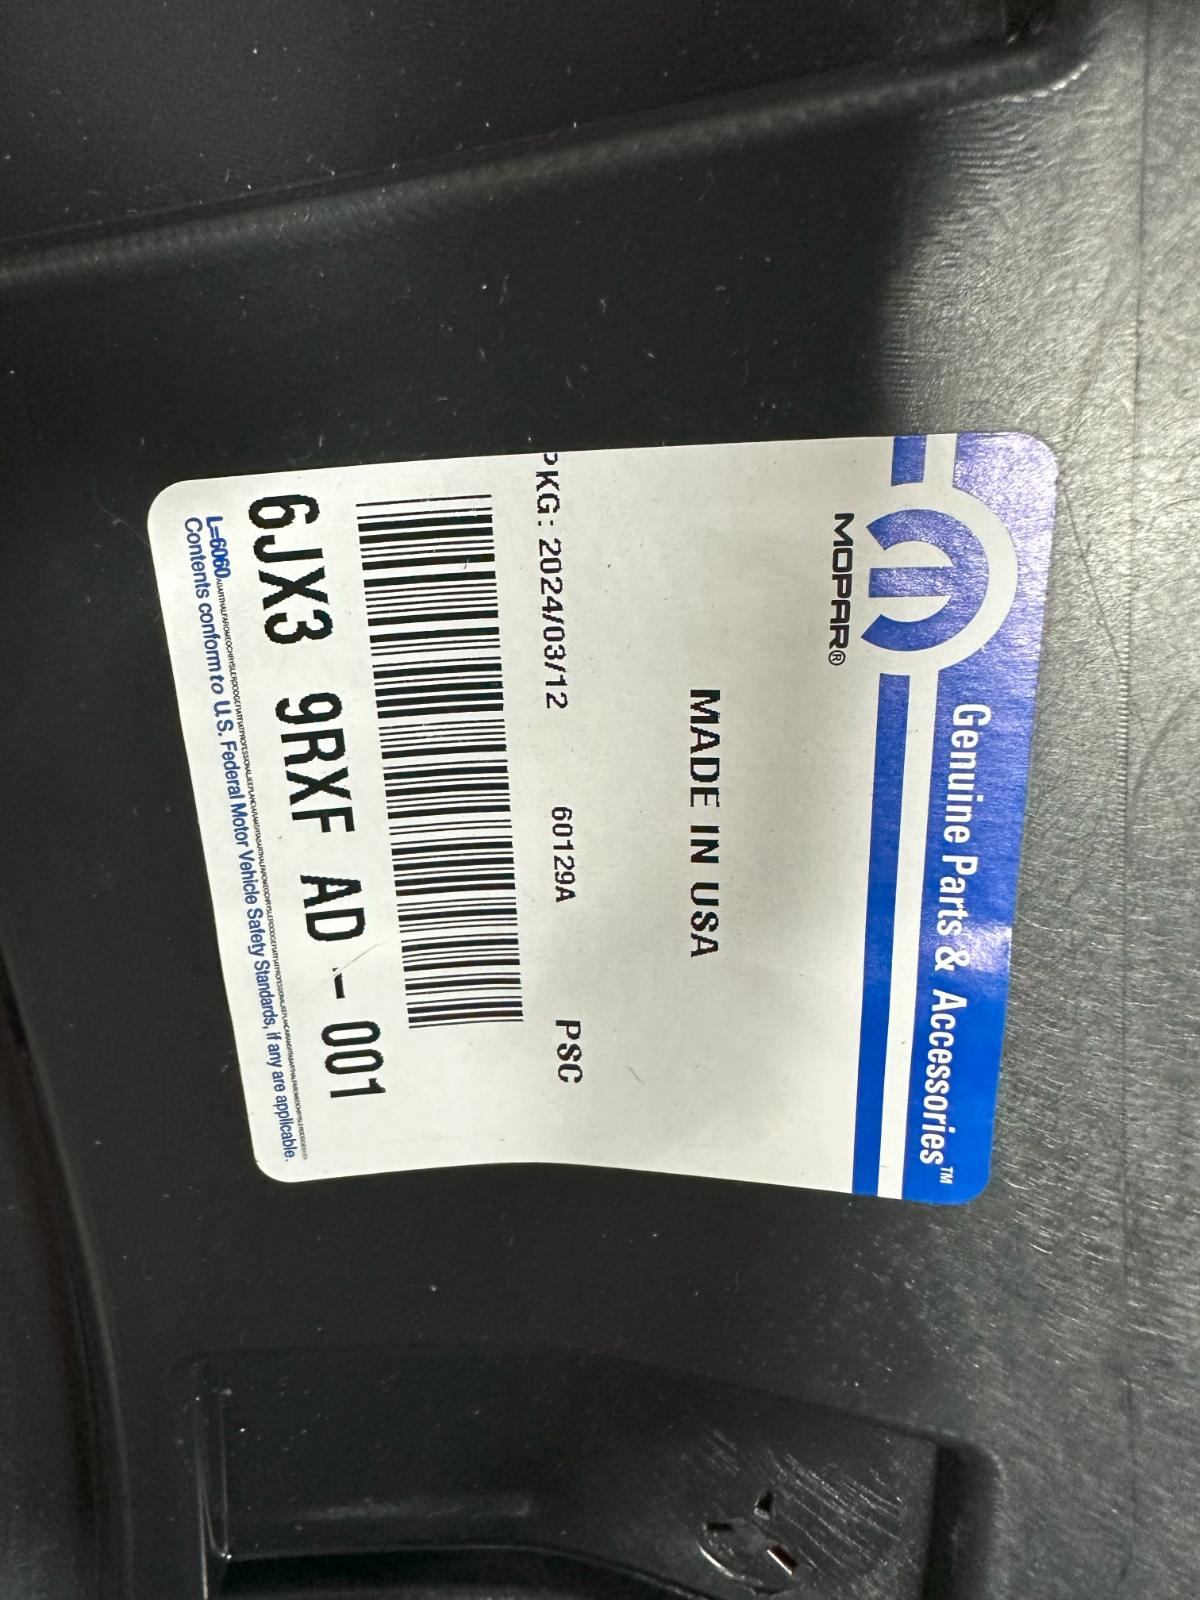 Genuine Parts & Accessories™
MOPAR®
MADE IN USA
PKG: 2024/03/12 60129A PSC
6JX3 9RXF AD - 001
L=6060
Contents conform to U.S. Federal Motor Vehicle Safety Standards, if any are applicable.